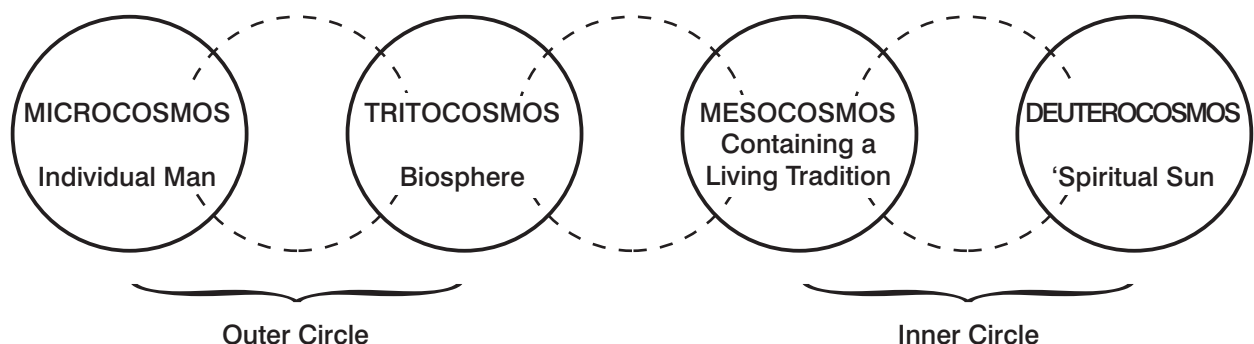 MICROCOSMOS
Individual Man
TRITOCOSMOS
Biosphere
MESOCOSMOS
Containing a
Living Tradition
DEUTEROCOSMOS
‘Spiritual Sun
Outer Circle
Inner Circle